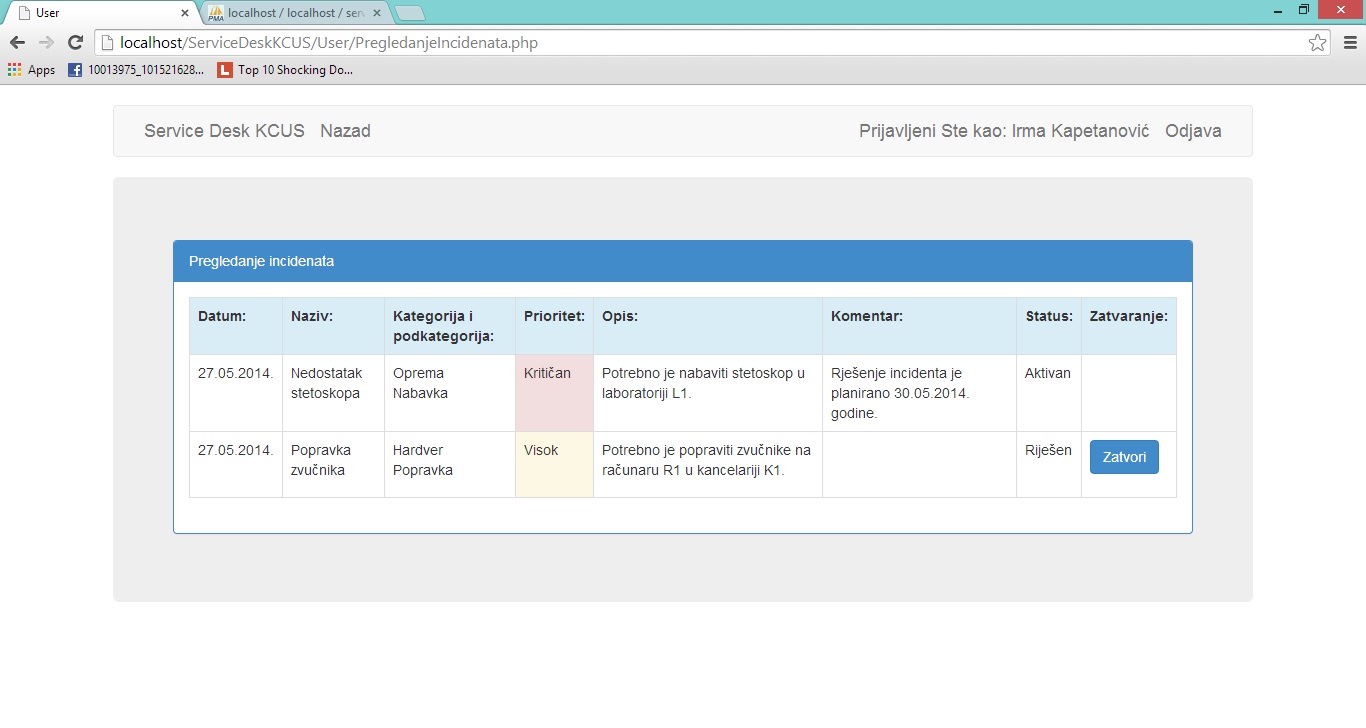 User
localhost / localhost / serv
localhost/ServiceDeskKCUS/User/PregledanjeIncidenata.php
Apps
10013975_101521628...
Top 10 Shocking Do...
Service Desk KCUS Nazad Prijavljeni Ste kao: Irma Kapetanović Odjava
Pregledanje incidenata
Datum: Naziv: Kategorija i podkategorija: Prioritet: Opis: Komentar: Status: Zatvaranje:
27.05.2014. Nedostatak stetoskopa Oprema Nabavka Kritičan Potrebno je nabaviti stetoskop u laboratoriji L1. Rješenje incidenta je planirano 30.05.2014. godine. Aktivan
27.05.2014. Popravka zvučnika Hardver Popravka Visok Potrebno je popraviti zvučnike na računaru R1 u kancelariji K1. Riješen Zatvori